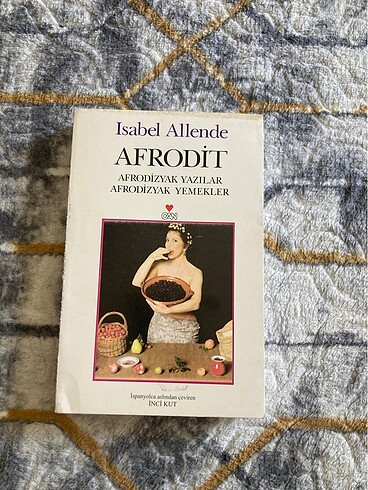 Isabel Allende
AFRODİT
AFRODİZYAK YAZILAR
AFRODİZYAK YEMEKLER
CAN
İspanyolca aslından çeviren
İNCİ KUT